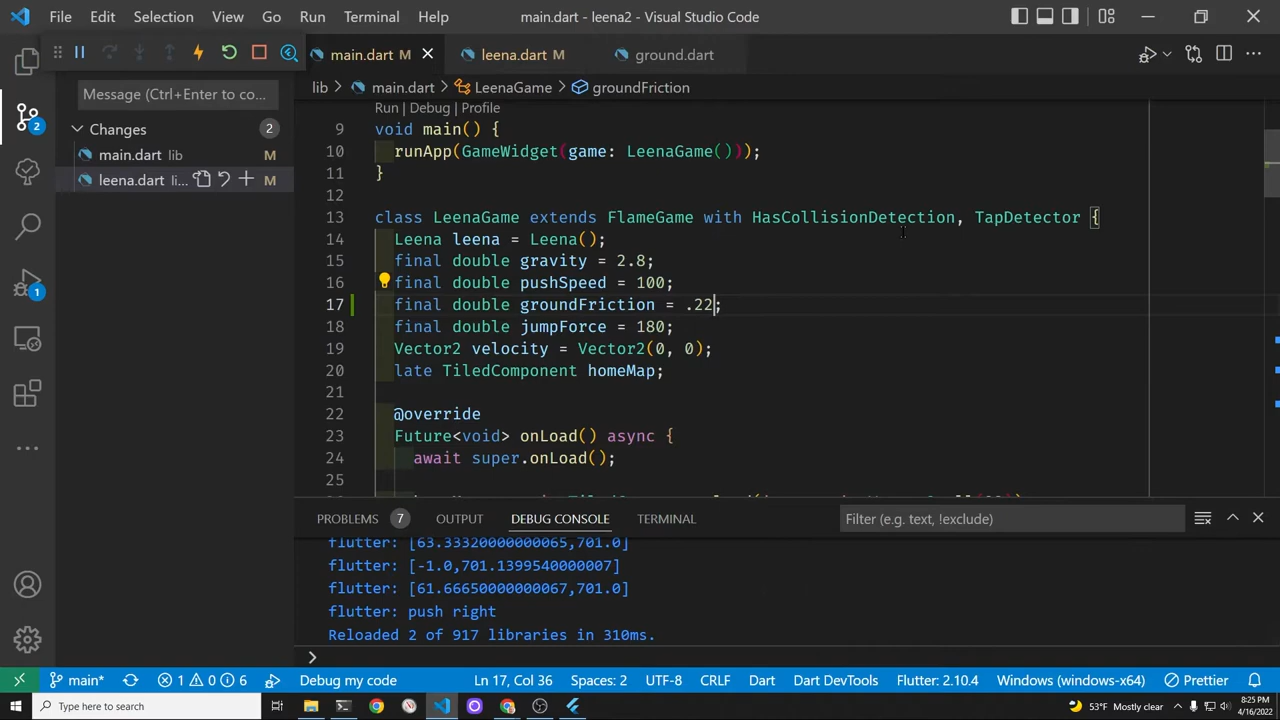 File Edit Selection View Go Run Terminal Help main.dart - leena2 - Visual Studio Code
main.dart M leena.dart M ground.dart
Message (Ctrl+Enter to co...
lib > main.dart > LeenaGame > groundFriction
Changes 2
main.dart lib M
leena.dart li... M
2
1
Run | Debug | Profile
9 void main() {
10 runApp(GameWidget(game: LeenaGame()));
11 }
12
13 class LeenaGame extends FlameGame with HasCollisionDetection, TapDetector {
14 Leena leena = Leena();
15 final double gravity = 2.8;
16 final double pushSpeed = 100;
17 final double groundFriction = .22;
18 final double jumpForce = 180;
19 Vector2 velocity = Vector2(0, 0);
20 late TiledComponent homeMap;
21
22 @override
23 Future<void> onLoad() async {
24 await super.onLoad();
25
PROBLEMS 7 OUTPUT DEBUG CONSOLE TERMINAL Filter (e.g. text, !exclude)
flutter: [63.33320000000065,701.0]
flutter: [-1.0,701.1399540000007]
flutter: [61.66650000000067,701.0]
flutter: push right
Reloaded 2 of 917 libraries in 310ms.
>
main* 1 0 6 Debug my code Ln 17, Col 36 Spaces: 2 UTF-8 CRLF Dart Dart DevTools Flutter: 2.10.4 Windows (windows-x64) Prettier
Type here to search 53°F Mostly clear 8:25 PM
4/16/2022